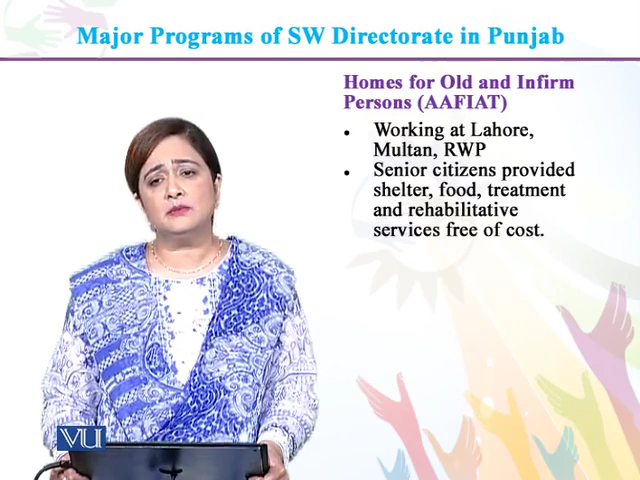 Major Programs of SW Directorate in Punjab
Homes for Old and Infirm
Persons (AAFIAT)
• Working at Lahore,
Multan, RWP
• Senior citizens provided
shelter, food, treatment
and rehabilitative
services free of cost.
VU